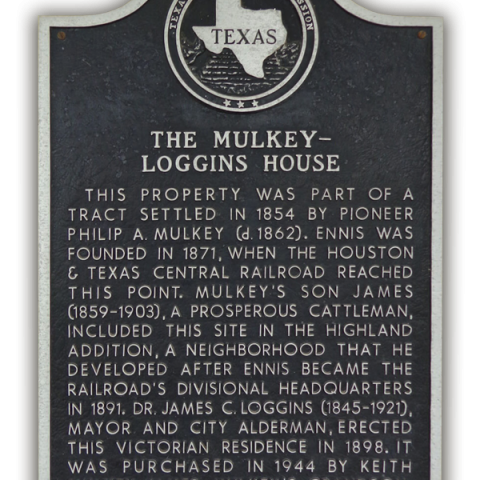 TEXAS
SSION
TEXAS
THE MULKEY–
LOGGINS HOUSE
THIS PROPERTY WAS PART OF A
TRACT SETTLED IN 1854 BY PIONEER
PHILIP A. MULKEY (d. 1862). ENNIS WAS
FOUNDED IN 1871, WHEN THE HOUSTON
& TEXAS CENTRAL RAILROAD REACHED
THIS POINT. MULKEY'S SON JAMES
(1859-1903), A PROSPEROUS CATTLEMAN,
INCLUDED THIS SITE IN THE HIGHLAND
ADDITION, A NEIGHBORHOOD THAT HE
DEVELOPED AFTER ENNIS BECAME THE
RAILROAD'S DIVISIONAL HEADQUARTERS
IN 1891. DR. JAMES C. LOGGINS (1845-1921),
MAYOR AND CITY ALDERMAN, ERECTED
THIS VICTORIAN RESIDENCE IN 1898. IT
WAS PURCHASED IN 1944 BY KEITH